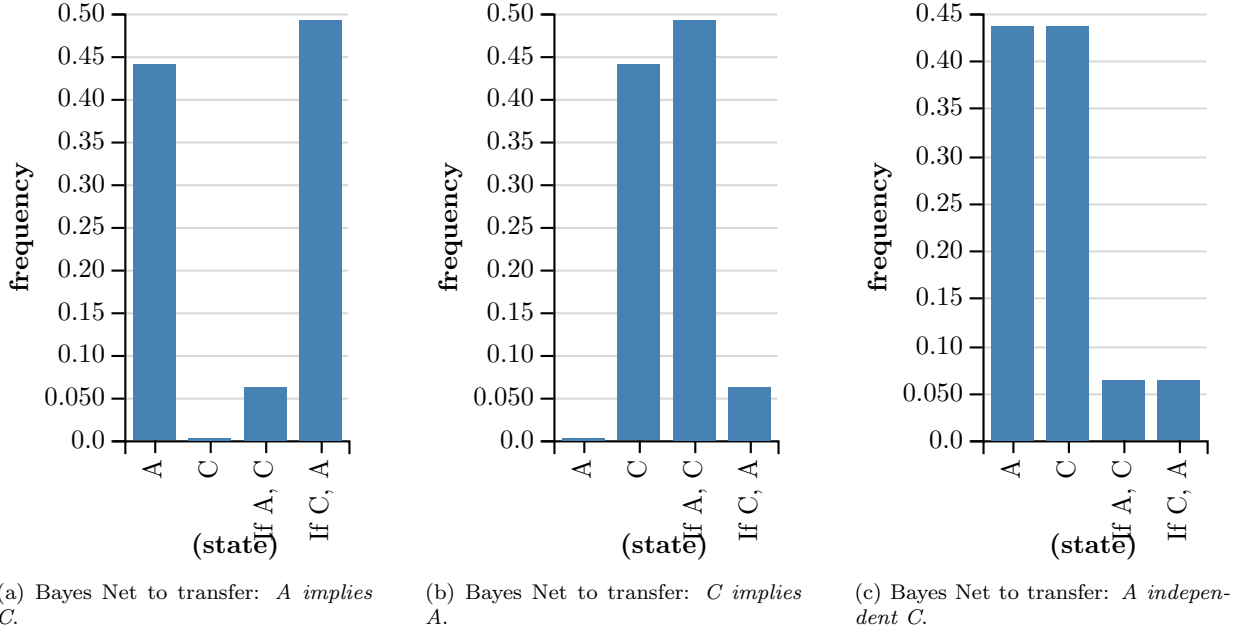 0.50
0.45
0.40
0.35
0.30
0.25
0.20
0.15
0.10
0.050
0.0
frequency
A
C
If A, C
If C, A
(state)
(a) Bayes Net to transfer: A implies
C.
0.50
0.45
0.40
0.35
0.30
0.25
0.20
0.15
0.10
0.050
0.0
frequency
A
C
If A, C
If C, A
(state)
(b) Bayes Net to transfer: C implies
A.
0.45
0.40
0.35
0.30
0.25
0.20
0.15
0.10
0.050
0.0
frequency
A
C
If A, C
If C, A
(state)
(c) Bayes Net to transfer: A indepen-
dent C.